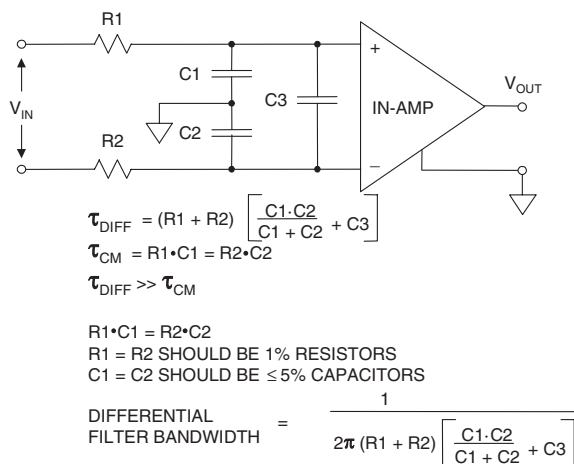 R1
C1
V_IN
C3
C2
R2
+
IN-AMP
−
V_OUT
τ_DIFF = (R1 + R2) [ C1·C2 / (C1 + C2) + C3 ]
τ_CM = R1•C1 = R2•C2
τ_DIFF >> τ_CM
R1•C1 = R2•C2
R1 = R2 SHOULD BE 1% RESISTORS
C1 = C2 SHOULD BE ≤ 5% CAPACITORS
DIFFERENTIAL
FILTER BANDWIDTH = 1 / 2π (R1 + R2) [ C1·C2 / (C1 + C2) + C3 ]